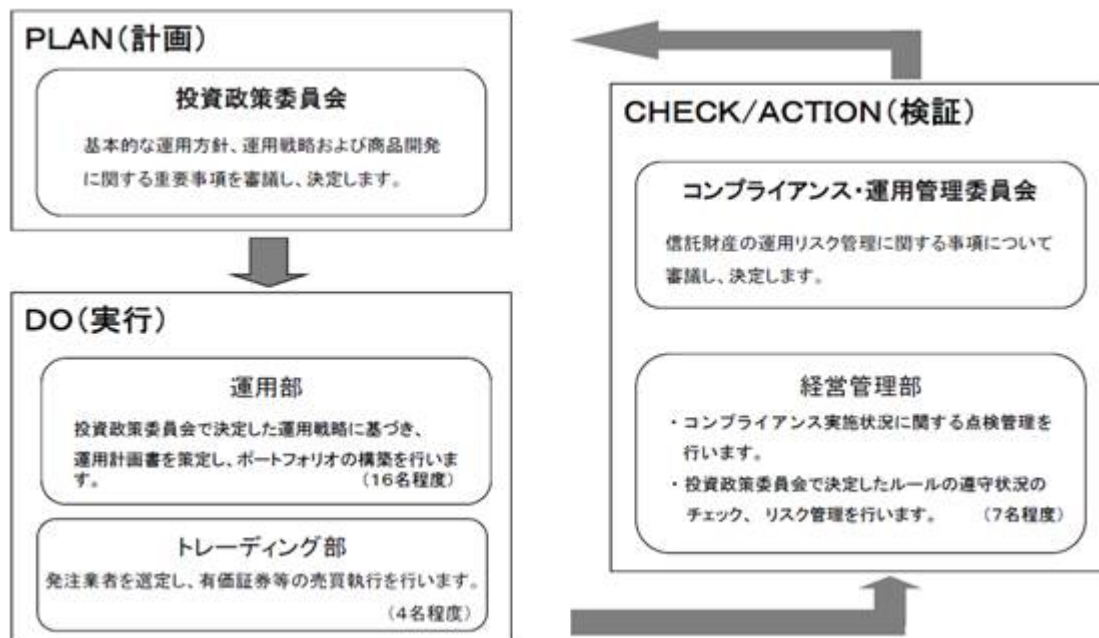 PLAN(計画)
投資政策委員会
基本的な運用方針、運用戦略および商品開発
に関する重要事項を審議し、決定します。
DO(実行)
運用部
投資政策委員会で決定した運用戦略に基づき、
運用計画書を策定し、ポートフォリオの構築を行いま
す。 (16名程度)
トレーディング部
発注業者を選定し、有価証券等の売買執行を行います。
(4名程度)
CHECK/ACTION(検証)
コンプライアンス・運用管理委員会
信託財産の運用リスク管理に関する事項について
審議し、決定します。
経営管理部
・コンプライアンス実施状況に関する点検管理を
行います。
・投資政策委員会で決定したルールの遵守状況の
チェック、 リスク管理を行います。 (7名程度)